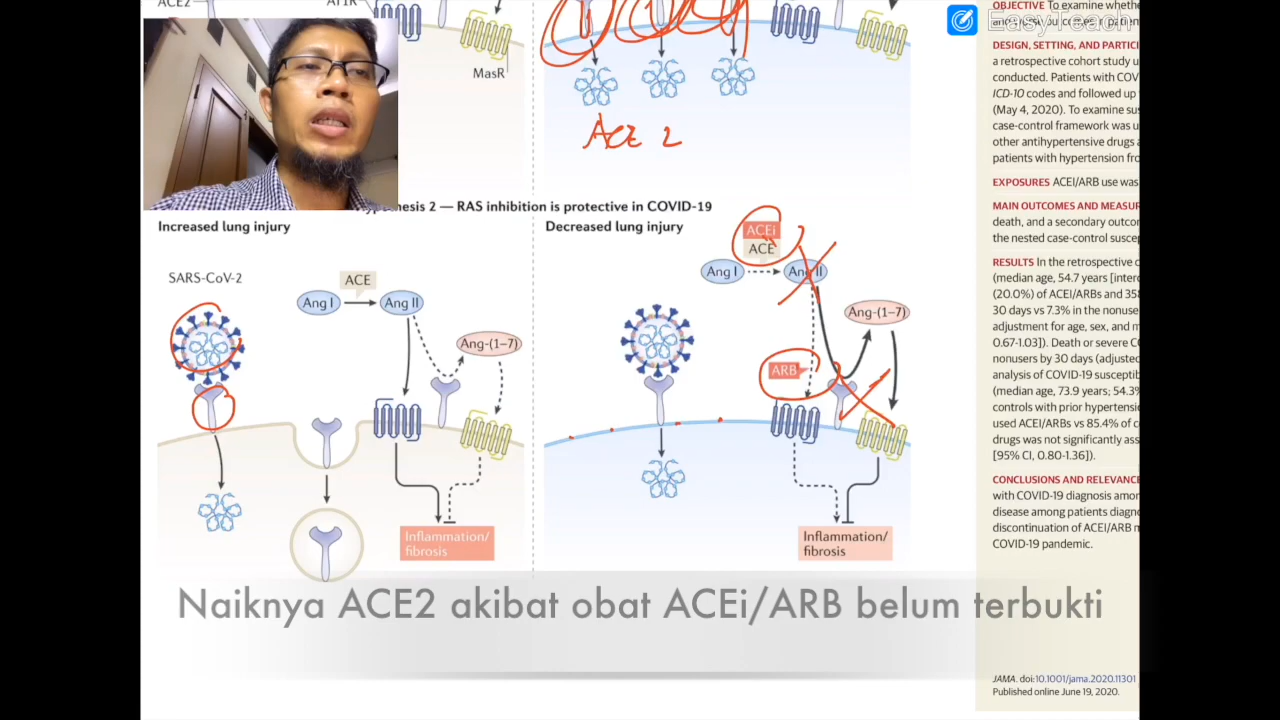 ACE2
AT1R
MasR
ACE 2
EasyTeach
Hypothesis 2 — RAS inhibition is protective in COVID-19
Increased lung injury
SARS-CoV-2
ACE
Ang I
Ang II
Ang-(1–7)
Inflammation/
fibrosis
Decreased lung injury
ACEi
ACE
Ang I
Ang II
Ang-(1–7)
ARB
Inflammation/
fibrosis
OBJECTIVE To examine whethe
DESIGN, SETTING, AND PARTICI
a retrospective cohort study u
conducted. Patients with COV
ICD-10 codes and followed up
(May 4, 2020). To examine sus
case-control framework was u
other antihypertensive drugs a
patients with hypertension fro
EXPOSURES ACEI/ARB use was
MAIN OUTCOMES AND MEASUR
death, and a secondary outcom
the nested case-control suscep
RESULTS In the retrospective c
(median age, 54.7 years [interq
(20.0%) of ACEI/ARBs and 358
30 days vs 7.3% in the nonuse
adjustment for age, sex, and m
0.67-1.03]). Death or severe CO
nonusers by 30 days (adjusted
analysis of COVID-19 susceptib
(median age, 73.9 years; 54.3%
controls with prior hypertensio
used ACEI/ARBs vs 85.4% of c
drugs was not significantly ass
[95% CI, 0.80-1.36]).
CONCLUSIONS AND RELEVANCE
with COVID-19 diagnosis amon
disease among patients diagno
discontinuation of ACEI/ARB m
COVID-19 pandemic.
Naiknya ACE2 akibat obat ACEi/ARB belum terbukti
JAMA. doi:10.1001/jama.2020.11301
Published online June 19, 2020.